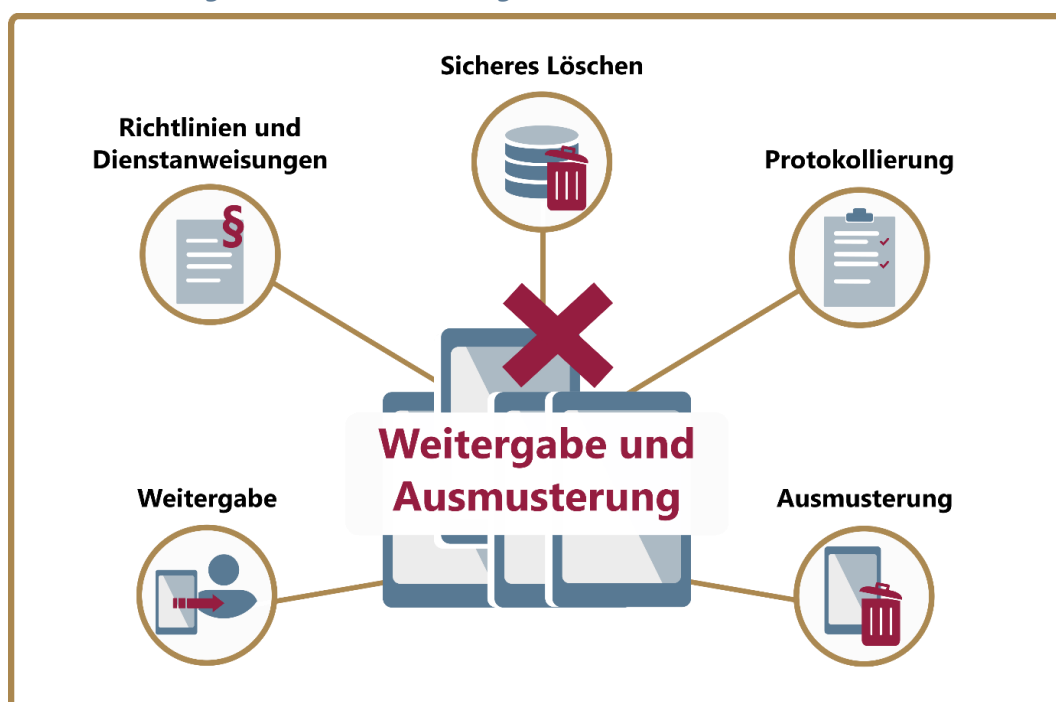 Sicheres Löschen
Richtlinien und
Dienstanweisungen
§
Protokollierung
Weitergabe und
Ausmusterung
Weitergabe
Ausmusterung